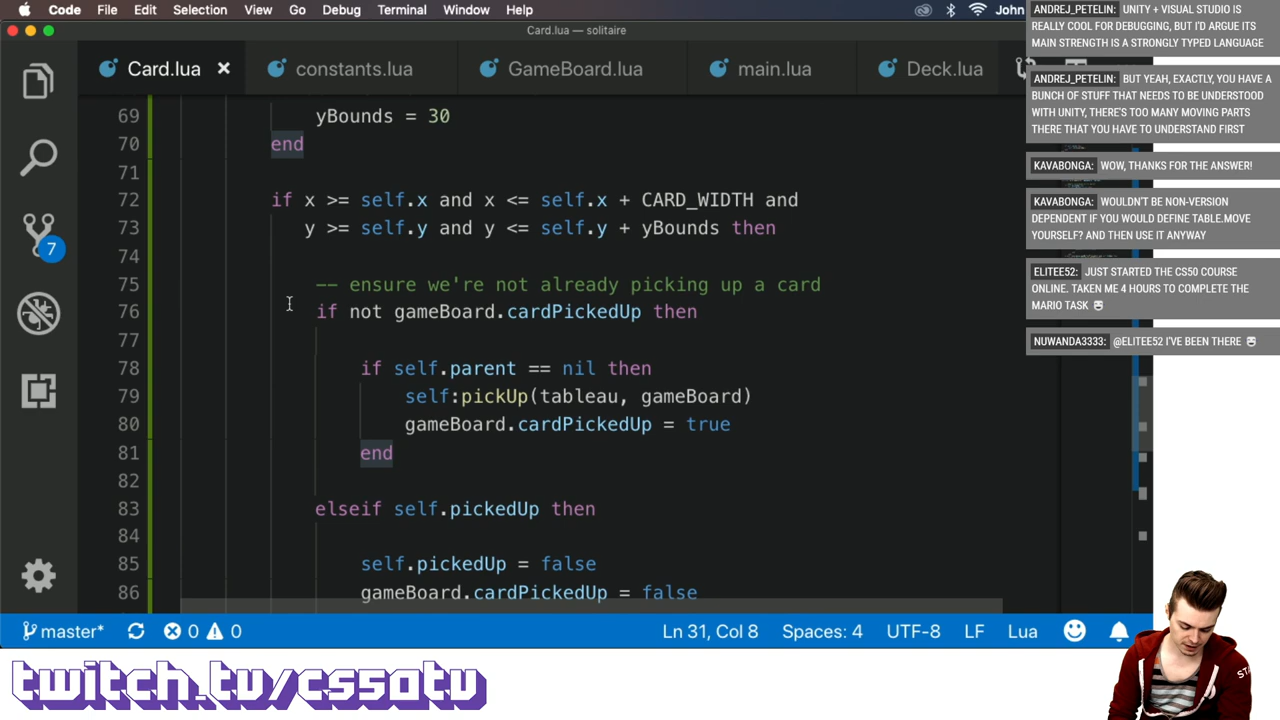 Code File Edit Selection View Go Debug Terminal Window Help John
Card.lua — solitaire
Card.lua constants.lua GameBoard.lua main.lua Deck.lua
69 yBounds = 30
70 end
71
72 if x >= self.x and x <= self.x + CARD_WIDTH and
73 y >= self.y and y <= self.y + yBounds then
74
75 -- ensure we're not already picking up a card
76 if not gameBoard.cardPickedUp then
77
78 if self.parent == nil then
79 self:pickUp(tableau, gameBoard)
80 gameBoard.cardPickedUp = true
81 end
82
83 elseif self.pickedUp then
84
85 self.pickedUp = false
86 gameBoard.cardPickedUp = false
7
master* 0 0 Ln 31, Col 8 Spaces: 4 UTF-8 LF Lua
ANDREJ_PETELIN: UNITY + VISUAL STUDIO IS
REALLY COOL FOR DEBUGGING, BUT I'D ARGUE ITS
MAIN STRENGTH IS A STRONGLY TYPED LANGUAGE
ANDREJ_PETELIN: BUT YEAH, EXACTLY, YOU HAVE A
BUNCH OF STUFF THAT NEEDS TO BE UNDERSTOOD
WITH UNITY, THERE'S TOO MANY MOVING PARTS
THERE THAT YOU HAVE TO UNDERSTAND FIRST
KAVABONGA: WOW, THANKS FOR THE ANSWER!
KAVABONGA: WOULDN'T BE NON-VERSION
DEPENDENT IF YOU WOULD DEFINE TABLE.MOVE
YOURSELF? AND THEN USE IT ANYWAY
ELITEE52: JUST STARTED THE CS50 COURSE
ONLINE. TAKEN ME 4 HOURS TO COMPLETE THE
MARIO TASK
NUWANDA3333: @ELITEE52 I'VE BEEN THERE
twitch.tv/cs50tv